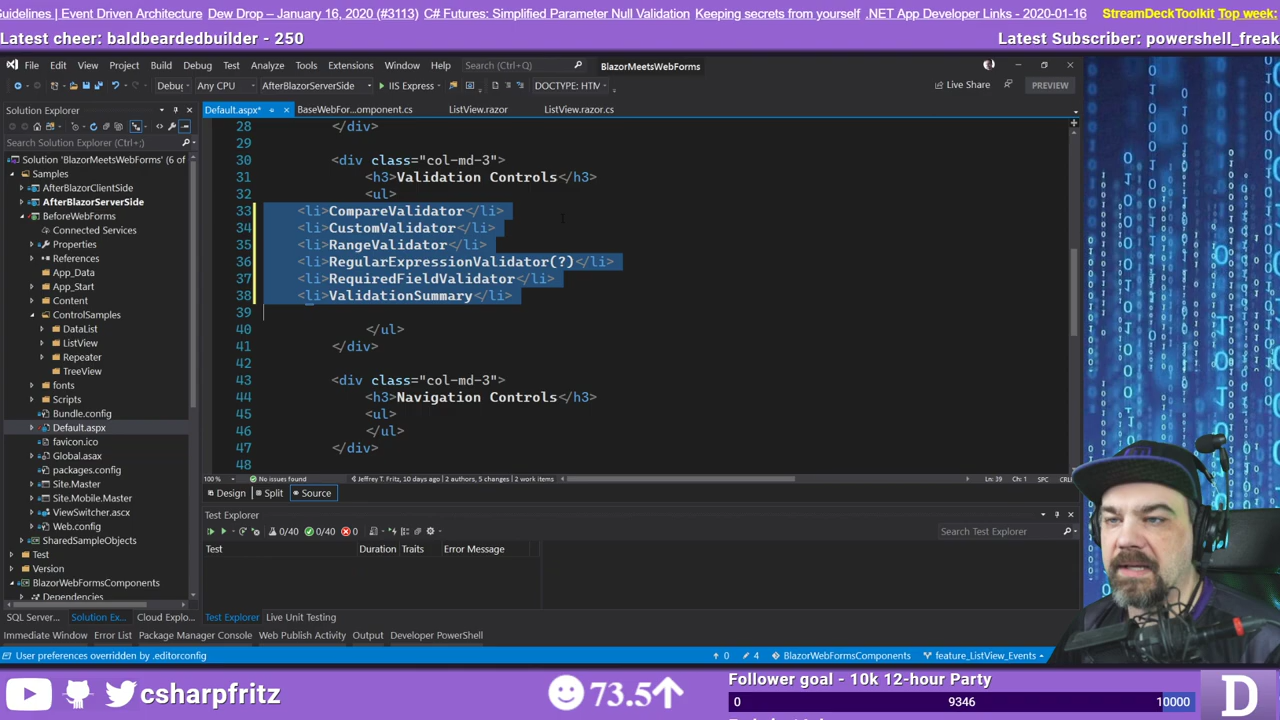 uidelines | Event Driven Architecture Dew Drop – January 16, 2020 (#3113) C# Futures: Simplified Parameter Null Validation Keeping secrets from yourself .NET App Developer Links - 2020-01-16 StreamDeckToolkit Top week:
Latest cheer: baldbeardedbuilder - 250
Latest Subscriber: powershell_freak
File Edit View Project Build Debug Test Analyze Tools Extensions Window Help Search (Ctrl+Q) BlazorMeetsWebForms
Debu Any CPU AfterBlazorServerSide IIS Express DOCTYPE: HTM Live Share PREVIEW
Solution Explorer
Default.aspx* BaseWebFor...omponent.cs ListView.razor ListView.razor.cs
Search Solution Explorer (Ctrl+;)
Solution 'BlazorMeetsWebForms' (6 of
Samples
AfterBlazorClientSide
AfterBlazorServerSide
BeforeWebForms
Connected Services
Properties
References
App_Data
App_Start
Content
ControlSamples
DataList
ListView
Repeater
TreeView
fonts
Scripts
Bundle.config
Default.aspx
favicon.ico
Global.asax
packages.config
Site.Master
Site.Mobile.Master
ViewSwitcher.ascx
Web.config
SharedSampleObjects
Test
Version
BlazorWebFormsComponents
Dependencies
28 </div>
29
30 <div class="col-md-3">
31 <h3>Validation Controls</h3>
32 <ul>
33 <li>CompareValidator</li>
34 <li>CustomValidator</li>
35 <li>RangeValidator</li>
36 <li>RegularExpressionValidator(?)</li>
37 <li>RequiredFieldValidator</li>
38 <li>ValidationSummary</li>
39
40 </ul>
41 </div>
42
43 <div class="col-md-3">
44 <h3>Navigation Controls</h3>
45 <ul>
46 </ul>
47 </div>
48
100 % No issues found Jeffrey T. Fritz, 10 days ago | 2 authors, 5 changes | 2 work items Ln: 39 Ch: 1 SPC CRLF
Design Split Source
Test Explorer
0/40 0/40 0 Search Test Explorer
Test Duration Traits Error Message
SQL Server... Solution Ex... Cloud Explo... Test Explorer Live Unit Testing
Immediate Window Error List Package Manager Console Web Publish Activity Output Developer PowerShell
User preferences overridden by .editorconfig 0 4 BlazorWebFormsComponents feature_ListView_Events
csharpfritz
73.5
Follower goal - 10k 12-hour Party
0 9346 10000
D